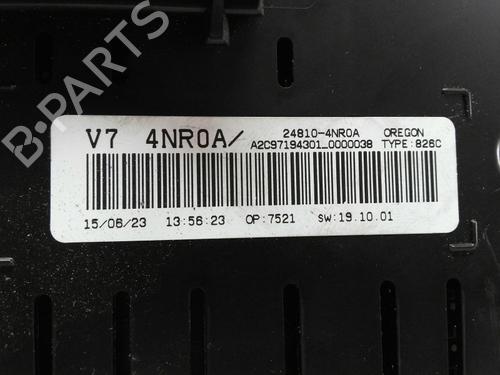 V7 4NR0A/ 24810-4NR0A OREGON
A2C97194301_0000038 TYPE:826C
15/06/23 13:56:23 OP:7521 SW:19.10.01
B-PARTS